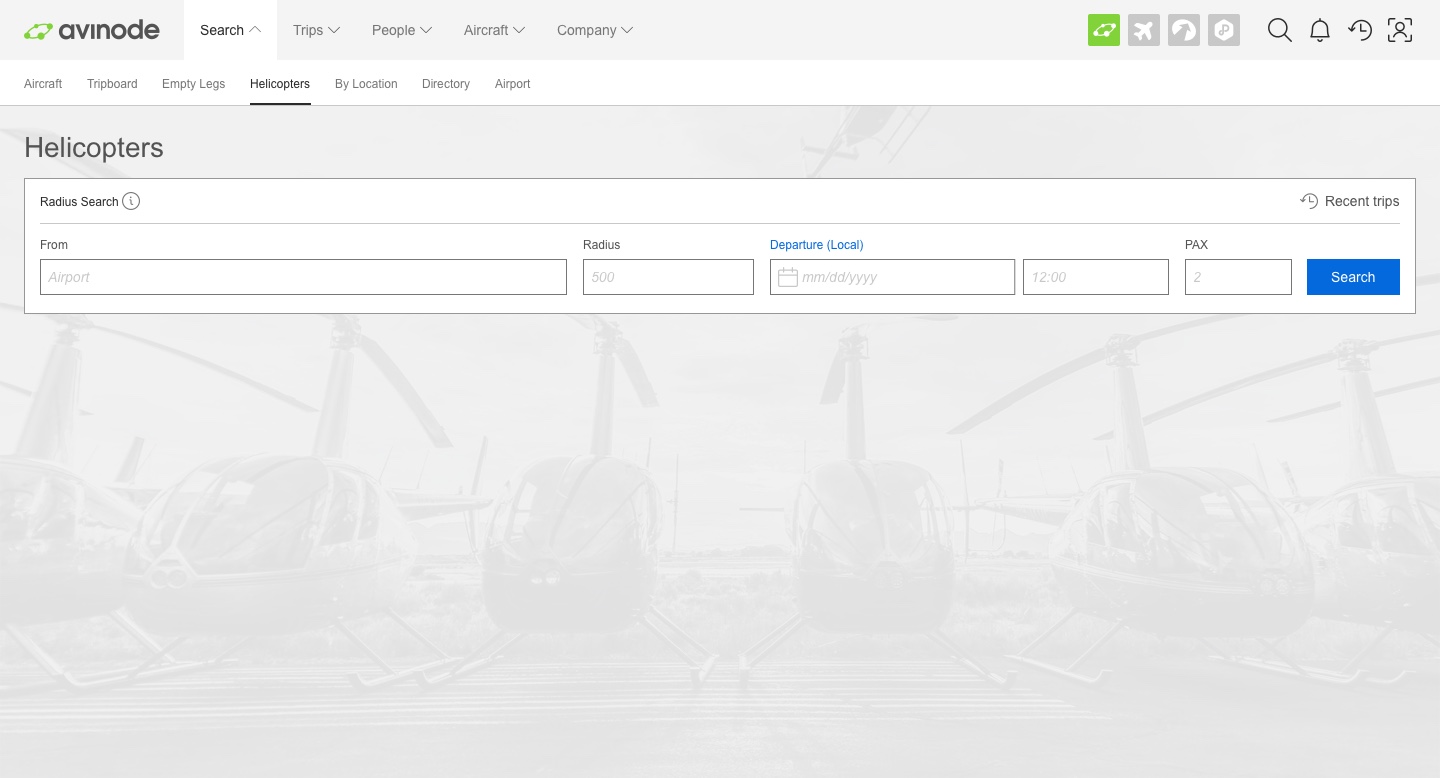 avinode Search Trips People Aircraft Company
Aircraft Tripboard Empty Legs Helicopters By Location Directory Airport
Helicopters
Radius Search Recent trips
From Radius Departure (Local) PAX
Airport 500 mm/dd/yyyy 12:00 2 Search